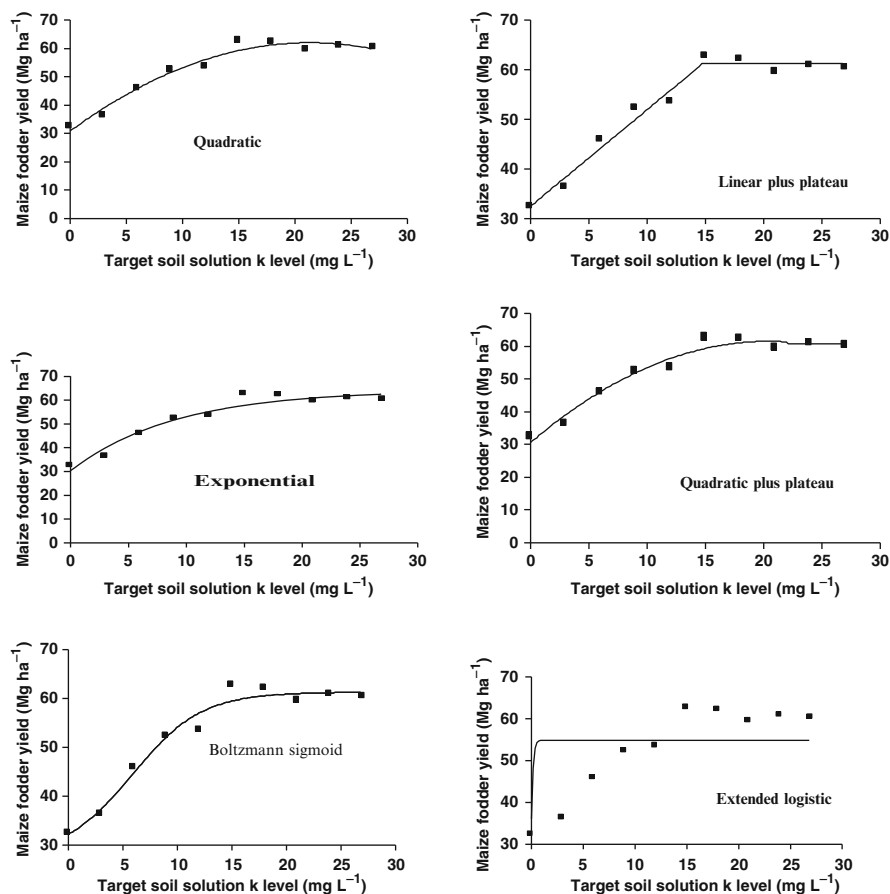 Maize fodder yield (Mg ha⁻¹)
70
60
50
40
30
20
10
0
Quadratic
0 5 10 15 20 25 30
Target soil solution k level (mg L⁻¹)
Maize fodder yield (Mg ha⁻¹)
70
60
50
40
30
Linear plus plateau
0 5 10 15 20 25 30
Target soil solution k level (mg L⁻¹)
Maize fodder yield (Mg ha⁻¹)
70
60
50
40
30
20
10
0
Exponential
0 5 10 15 20 25 30
Target soil solution k level (mg L⁻¹)
Maize fodder yield (Mg ha⁻¹)
70
60
50
40
30
20
10
0
Quadratic plus plateau
0 5 10 15 20 25 30
Target soil solution k level (mg L⁻¹)
Maize fodder yield (Mg ha⁻¹)
70
60
50
40
30
Boltzmann sigmoid
0 5 10 15 20 25 30
Target soil solution k level (mg L⁻¹)
Maize fodder yield (Mg ha⁻¹)
70
60
50
40
30
Extended logistic
0 5 10 15 20 25 30
Target soil solution k level (mg L⁻¹)